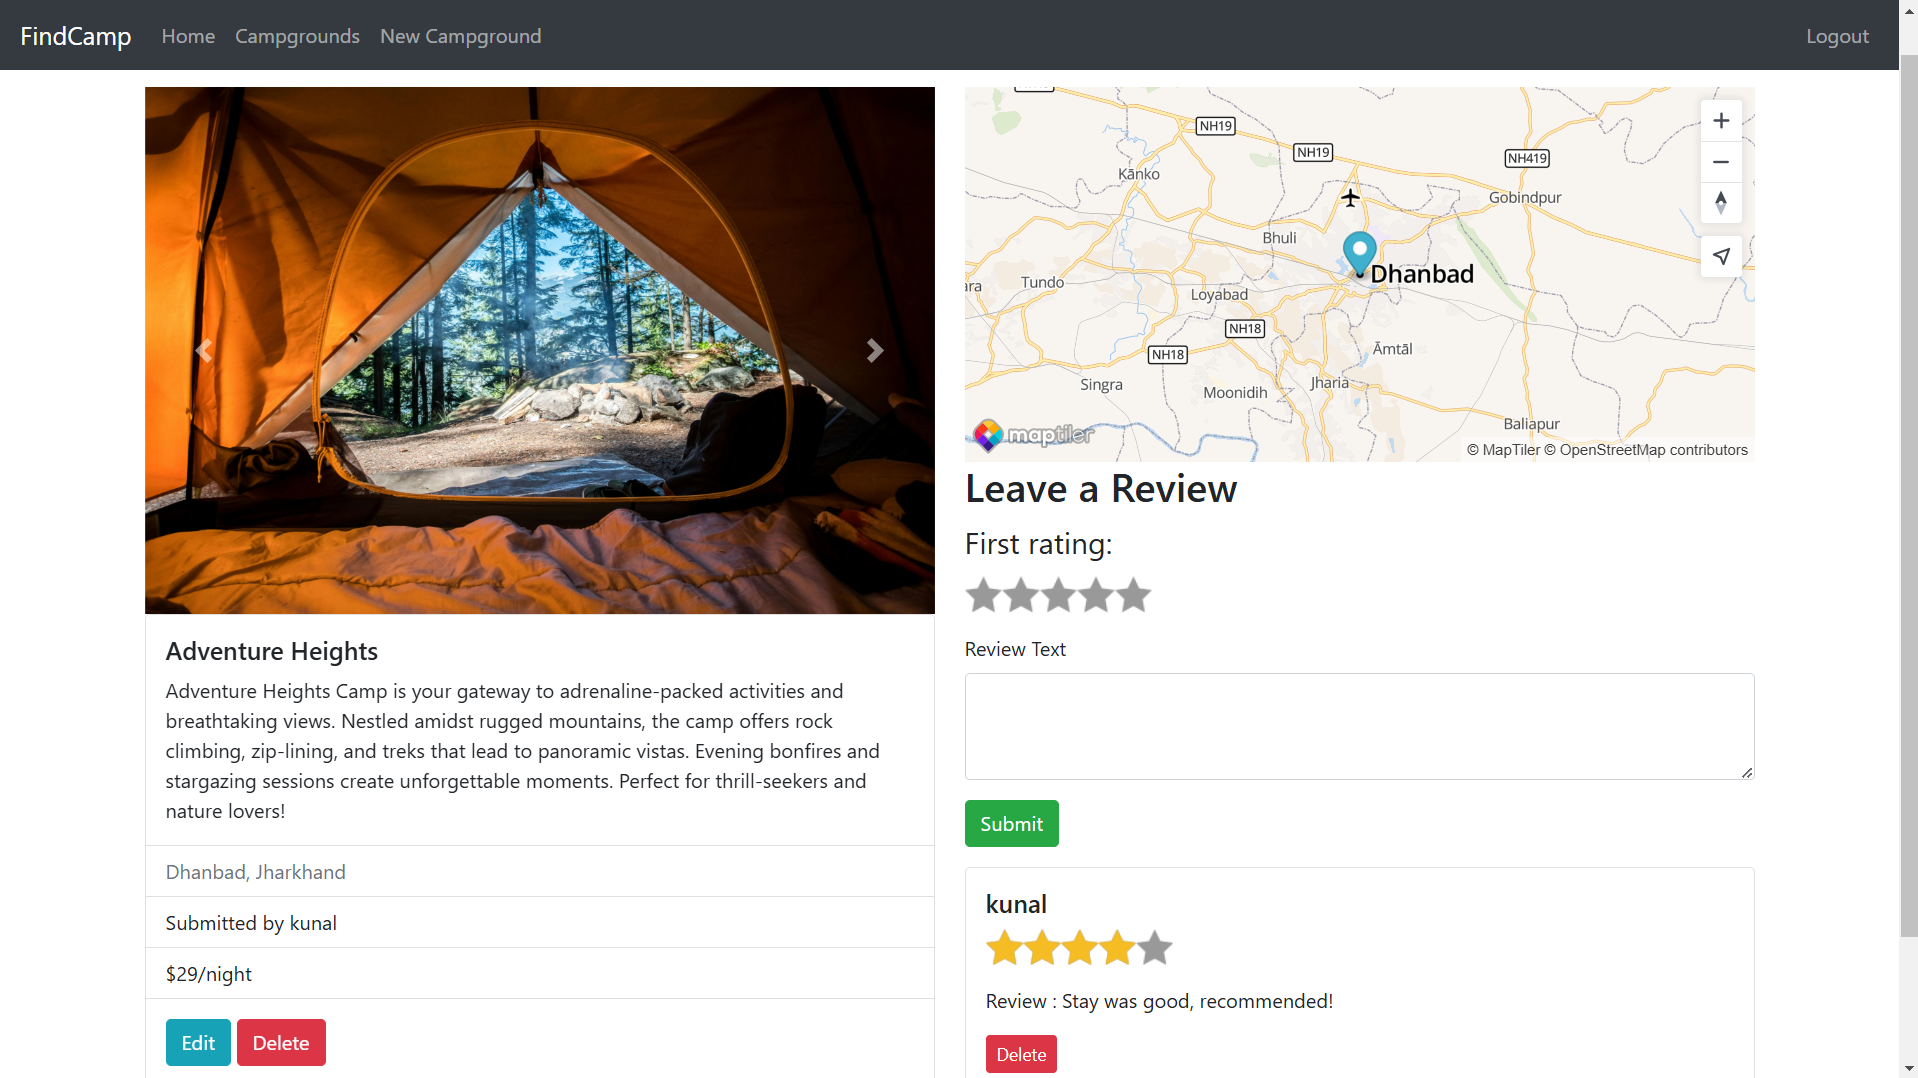 FindCamp Home Campgrounds New Campground Logout
Adventure Heights
Adventure Heights Camp is your gateway to adrenaline-packed activities and
breathtaking views. Nestled amidst rugged mountains, the camp offers rock
climbing, zip-lining, and treks that lead to panoramic vistas. Evening bonfires and
stargazing sessions create unforgettable moments. Perfect for thrill-seekers and
nature lovers!
Dhanbad, Jharkhand
Submitted by kunal
$29/night
Edit Delete
NH19
NH19
NH419
Kānko
Gobindpur
Bhuli
Dhanbad
ara
Tundo
Loyabad
NH18
NH18
Āmtāl
Singra
Jharia
Moonidih
Baliapur
maptiler
© MapTiler © OpenStreetMap contributors
Leave a Review
First rating:
Review Text
Submit
kunal
Review : Stay was good, recommended!
Delete